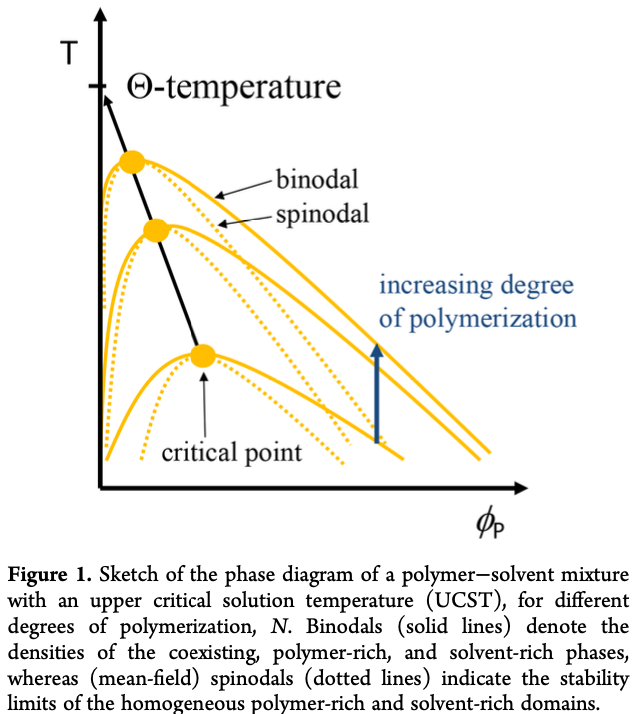 T
Θ-temperature
binodal
spinodal
increasing degree
of polymerization
critical point
ϕP
Figure 1. Sketch of the phase diagram of a polymer−solvent mixture
with an upper critical solution temperature (UCST), for different
degrees of polymerization, N. Binodals (solid lines) denote the
densities of the coexisting, polymer-rich, and solvent-rich phases,
whereas (mean-field) spinodals (dotted lines) indicate the stability
limits of the homogeneous polymer-rich and solvent-rich domains.